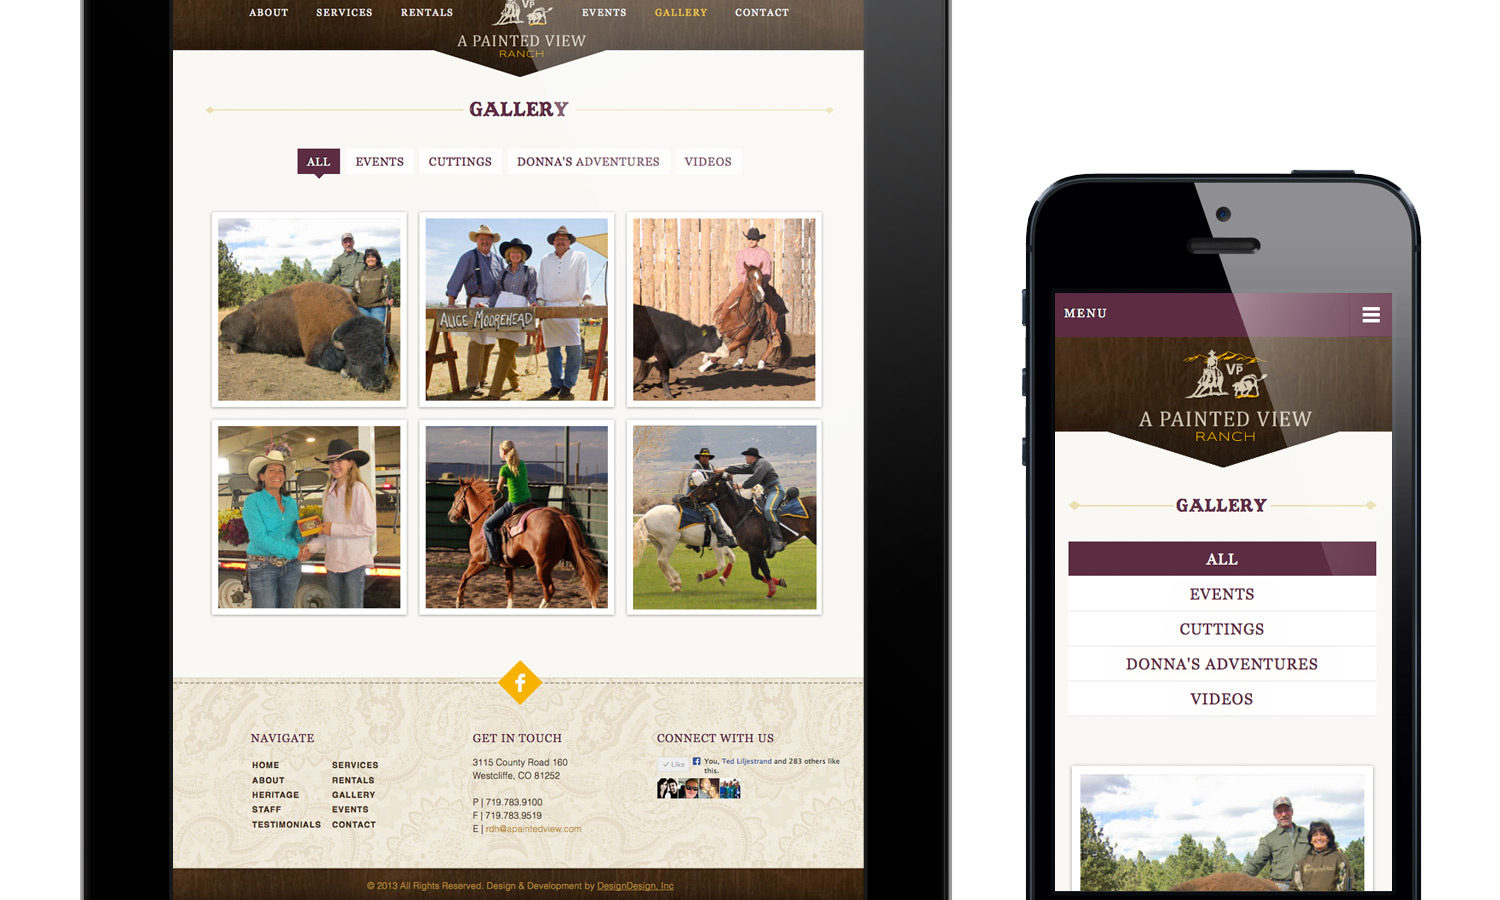 ABOUT SERVICES RENTALS EVENTS GALLERY CONTACT
VP
A PAINTED VIEW
RANCH
GALLERY
ALL EVENTS CUTTINGS DONNA'S ADVENTURES VIDEOS
ALICE MOOREHEAD
f
NAVIGATE
HOME SERVICES
ABOUT RENTALS
HERITAGE GALLERY
STAFF EVENTS
TESTIMONIALS CONTACT
GET IN TOUCH
3115 County Road 160
Westcliffe, CO 81252
P | 719.783.9100
F | 719.783.9519
E | rdh@apaintedview.com
CONNECT WITH US
Like You, Ted Liljestrand and 283 others like
this.
© 2013 All Rights Reserved. Design & Development by DesignDesign, Inc
MENU
VP
A PAINTED VIEW
RANCH
GALLERY
ALL
EVENTS
CUTTINGS
DONNA'S ADVENTURES
VIDEOS